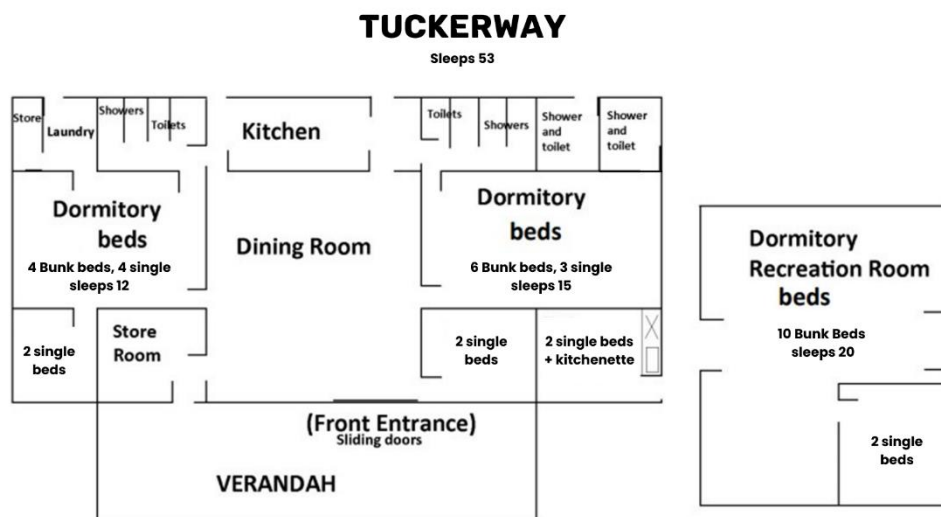 TUCKERWAY
Sleeps 53
Store
Laundry
Showers
Toilets
Kitchen
Toilets
Showers
Shower
and
toilet
Shower
and
toilet
Dormitory
beds
4 Bunk beds, 4 single
sleeps 12
Dining Room
Dormitory
beds
6 Bunk beds, 3 single
sleeps 15
Dormitory
Recreation Room
beds
10 Bunk Beds
sleeps 20
2 single
beds
Store
Room
2 single
beds
2 single beds
+ kitchenette
2 single
beds
(Front Entrance)
Sliding doors
VERANDAH